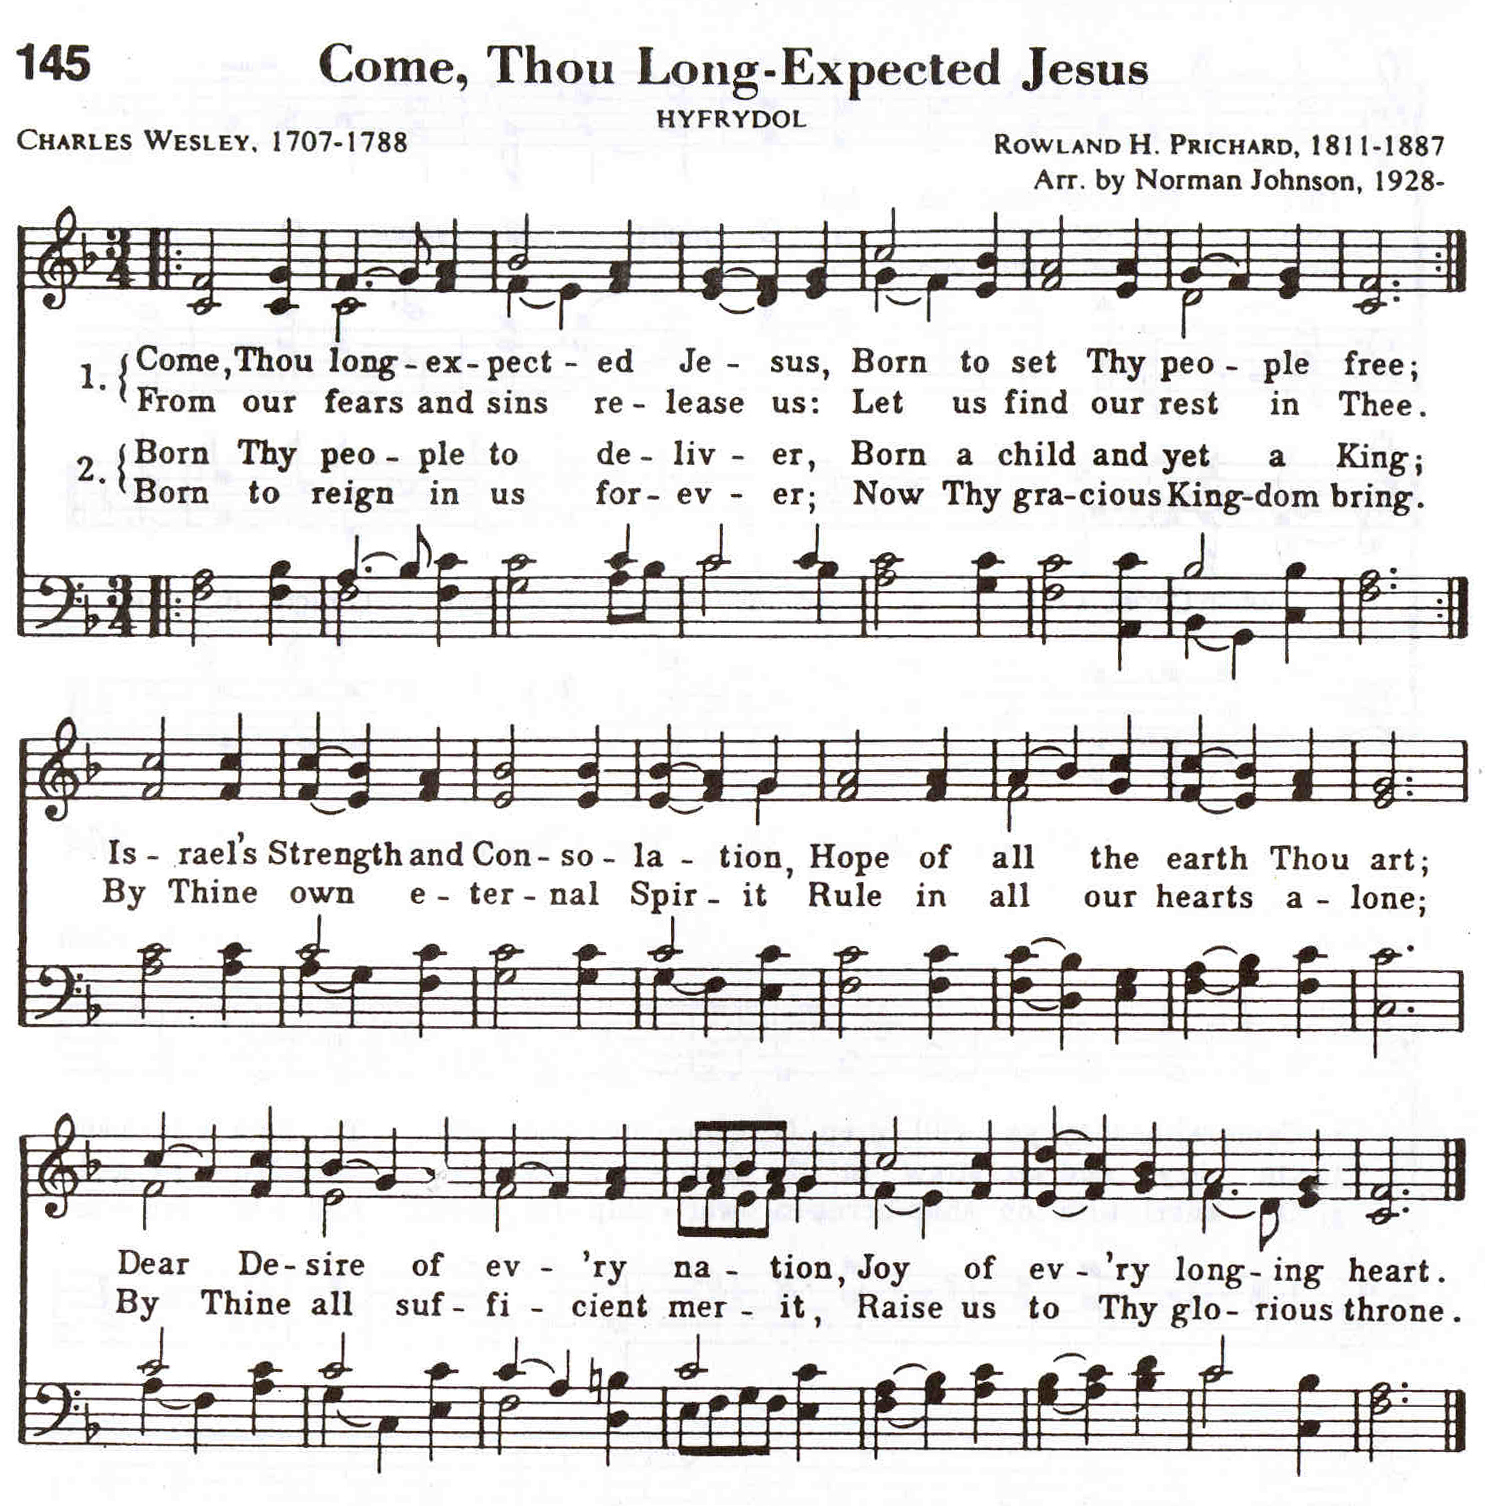 145 Come, Thou Long-Expected Jesus
HYFRYDOL
CHARLES WESLEY, 1707-1788
ROWLAND H. PRICHARD, 1811-1887
Arr. by Norman Johnson, 1928-
1. { Come, Thou long - ex - pect - ed Je - sus, Born to set Thy peo - ple free;
From our fears and sins re - lease us: Let us find our rest in Thee.
2. { Born Thy peo - ple to de - liv - er, Born a child and yet a King;
Born to reign in us for - ev - er; Now Thy gra - cious King - dom bring.
Is - rael's Strength and Con - so - la - tion, Hope of all the earth Thou art;
By Thine own e - ter - nal Spir - it Rule in all our hearts a - lone;
Dear De - sire of ev - 'ry na - tion, Joy of ev - 'ry long - ing heart.
By Thine all suf - fi - cient mer - it, Raise us to Thy glo - rious throne.